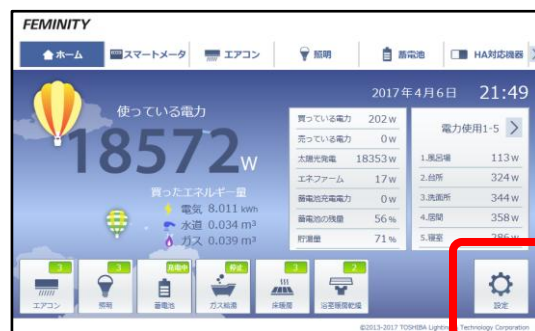 FEMINITY
ホーム スマートメータ エアコン 照明 蓄電池 HA対応機器
2017年4月6日 21:49
使っている電力
18572W
買ったエネルギー量
電気 8.011 kWh
水道 0.034 m³
ガス 0.039 m³
買っている電力 202W
売っている電力 0W
太陽光発電 18353W
エネファーム 17W
蓄電池充電電力 0W
蓄電池の残量 56%
貯湯量 71%
電力使用1-5
1.風呂場 113W
2.台所 324W
3.洗面所 344W
4.居間 358W
5.寝室 286W
3 3 充電中 停止 3 2
エアコン 照明 蓄電池 ガス給湯 床暖房 浴室暖房乾燥 設定
©2013-2017 TOSHIBA Lighting Technology Corporation